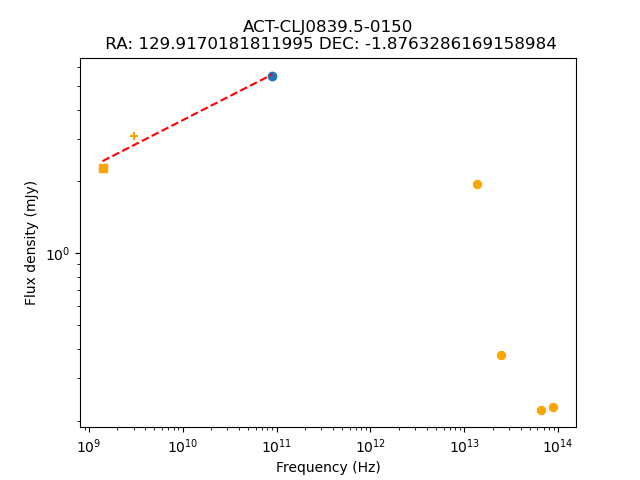 ACT-CLJ0839.5-0150
RA: 129.9170181811995 DEC: -1.8763286169158984
Flux density (mJy)
10^0
10^9 10^10 10^11 10^12 10^13 10^14
Frequency (Hz)